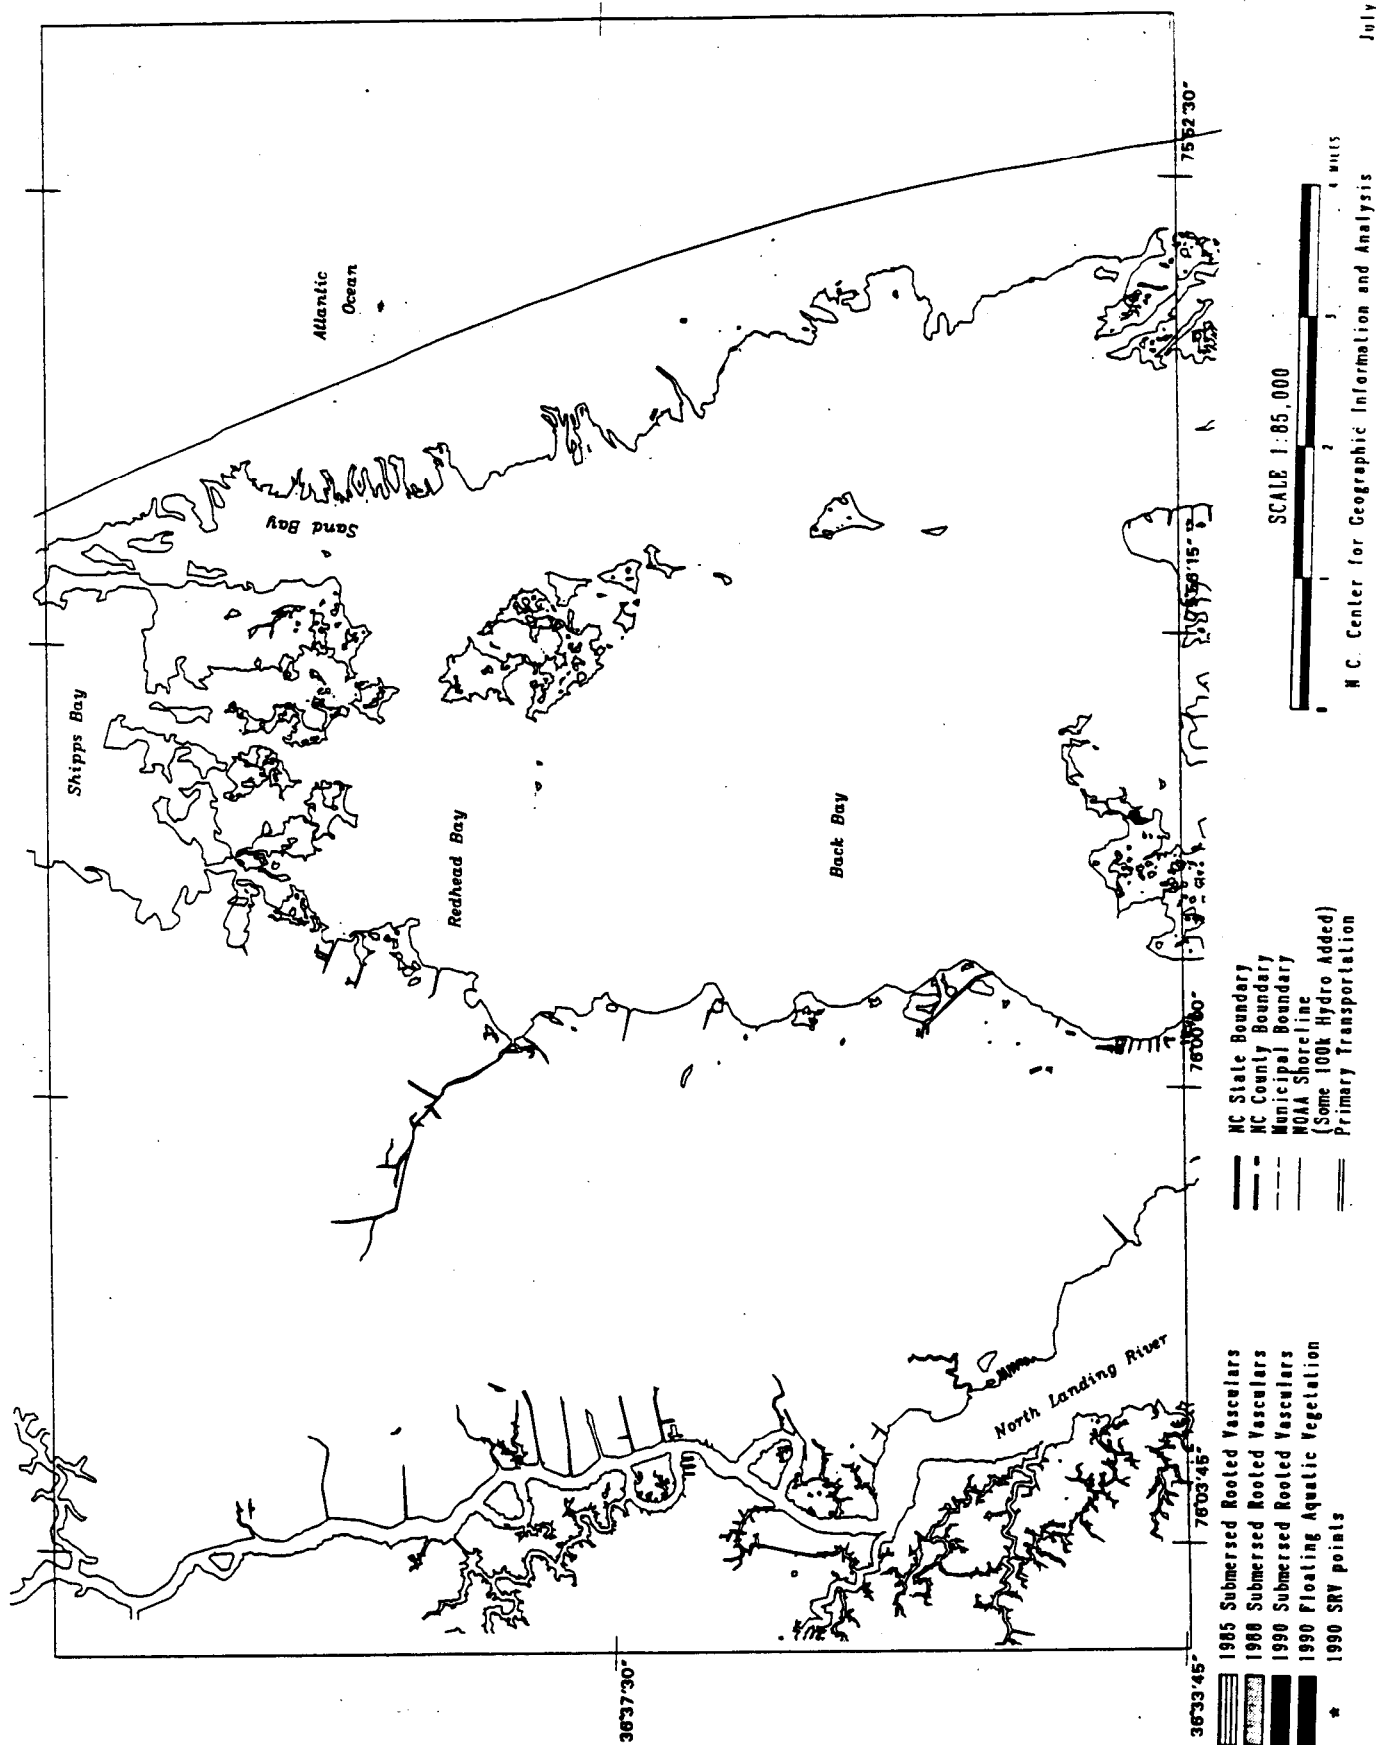 Atlantic
Ocean
Sand Bay
Shipps Bay
Redhead Bay
Back Bay
North Landing River
36°37'30"
36°33'45"
76°03'45"
76°00'00"
75°56'15"
75°52'30"
1985 Submersed Rooted Vasculars
1988 Submersed Rooted Vasculars
1990 Submersed Rooted Vasculars
1990 Floating Aquatic Vegetation
* 1990 SRV points
NC State Boundary
NC County Boundary
Municipal Boundary
NOAA Shoreline
(Some 100k Hydro Added)
Primary Transportation
SCALE 1:85,000
0 1 2 3 4 MILES
N C. Center for Geographic Information and Analysis
July